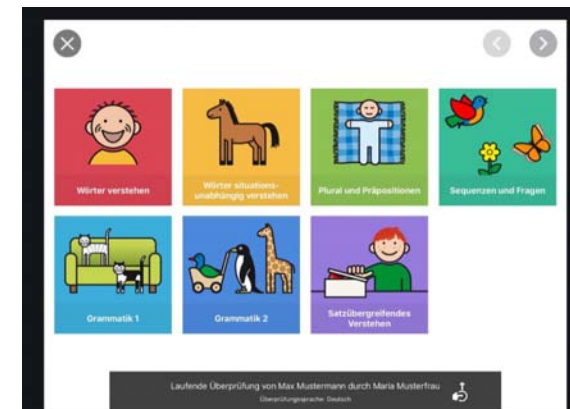 Wörter verstehen
Wörter situations-
unabhängig verstehen
Plural und Präpositionen
Sequenzen und Fragen
Grammatik 1
Grammatik 2
Satzübergreifendes
Verstehen
Laufende Überprüfung von Max Mustermann durch Maria Musterfrau
Überprüfungssprache: Deutsch